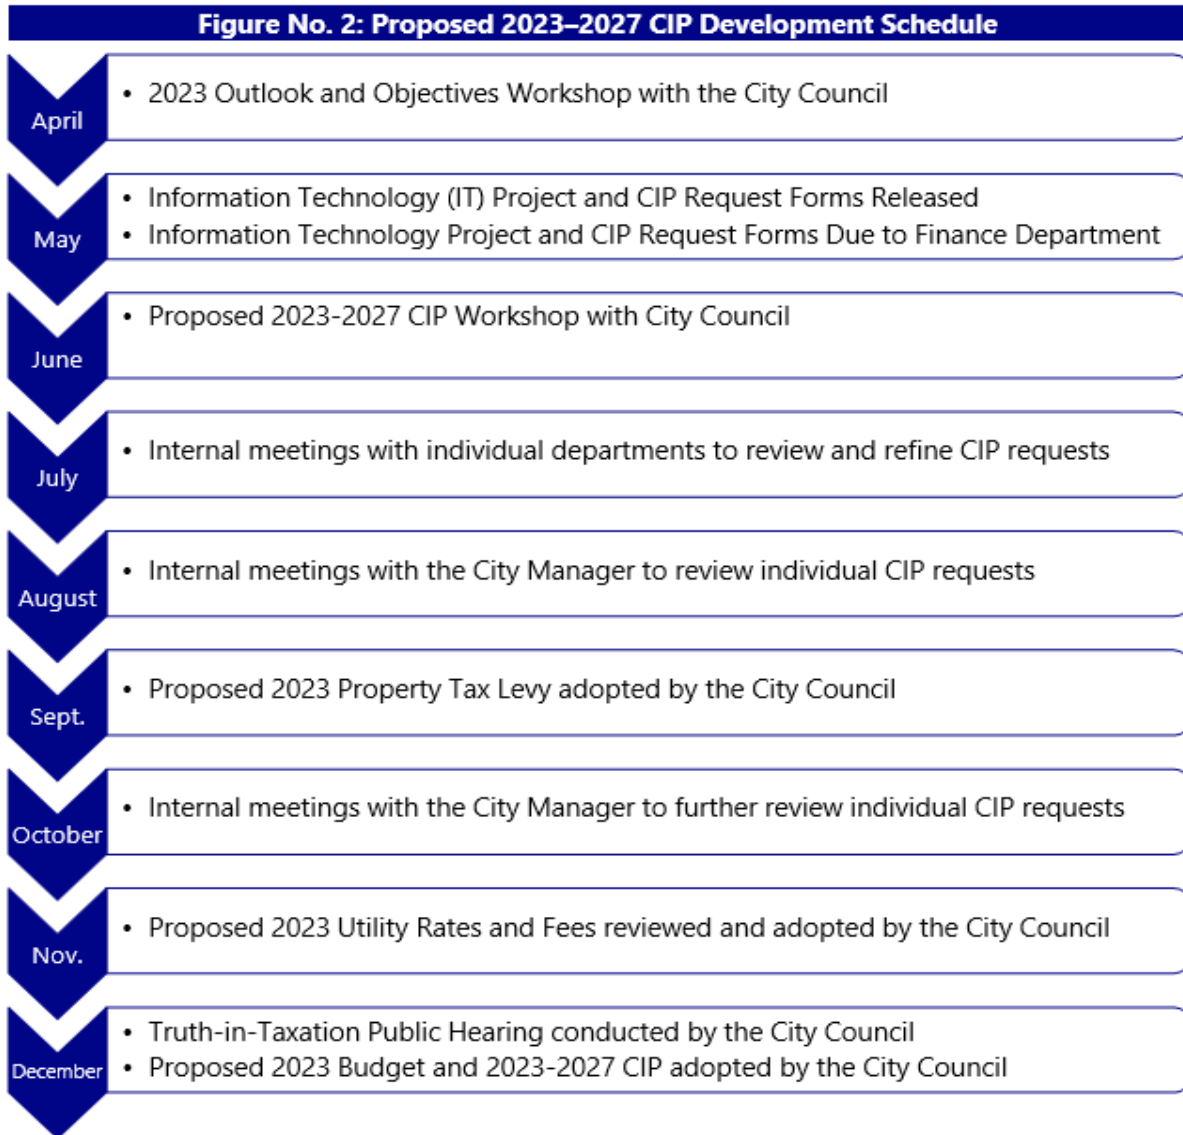 Figure No. 2: Proposed 2023–2027 CIP Development Schedule
April
• 2023 Outlook and Objectives Workshop with the City Council
May
• Information Technology (IT) Project and CIP Request Forms Released
• Information Technology Project and CIP Request Forms Due to Finance Department
June
• Proposed 2023-2027 CIP Workshop with City Council
July
• Internal meetings with individual departments to review and refine CIP requests
August
• Internal meetings with the City Manager to review individual CIP requests
Sept.
• Proposed 2023 Property Tax Levy adopted by the City Council
October
• Internal meetings with the City Manager to further review individual CIP requests
Nov.
• Proposed 2023 Utility Rates and Fees reviewed and adopted by the City Council
December
• Truth-in-Taxation Public Hearing conducted by the City Council
• Proposed 2023 Budget and 2023-2027 CIP adopted by the City Council